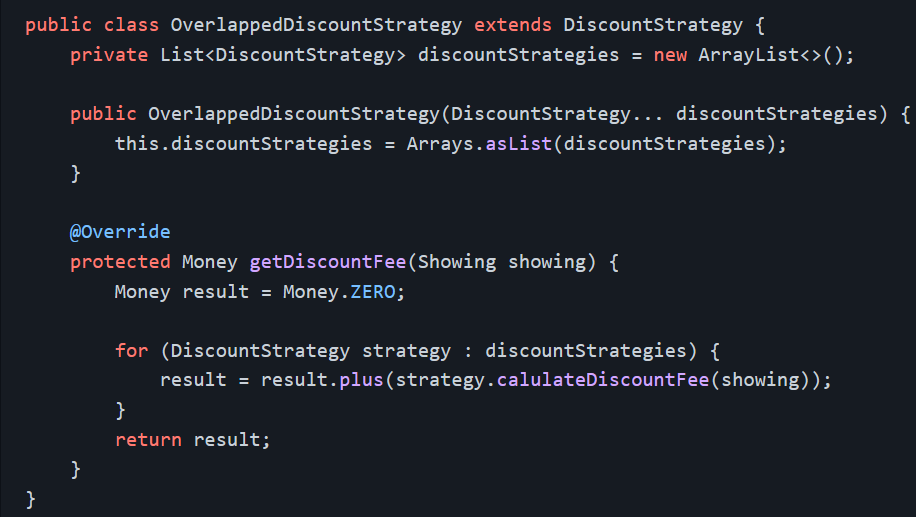 public class OverlappedDiscountStrategy extends DiscountStrategy {
    private List<DiscountStrategy> discountStrategies = new ArrayList<>();

    public OverlappedDiscountStrategy(DiscountStrategy... discountStrategies) {
        this.discountStrategies = Arrays.asList(discountStrategies);
    }

    @Override
    protected Money getDiscountFee(Showing showing) {
        Money result = Money.ZERO;

        for (DiscountStrategy strategy : discountStrategies) {
            result = result.plus(strategy.calulateDiscountFee(showing));
        }
        return result;
    }
}